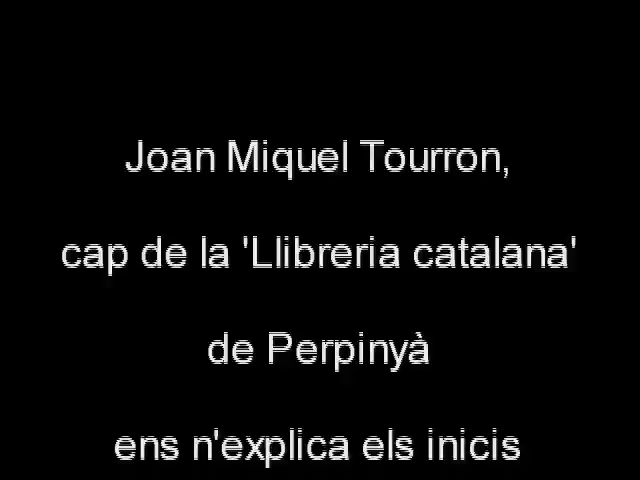 Joan Miquel Tourron,
cap de la 'Llibreria catalana'
de Perpinyà
ens n'explica els inicis